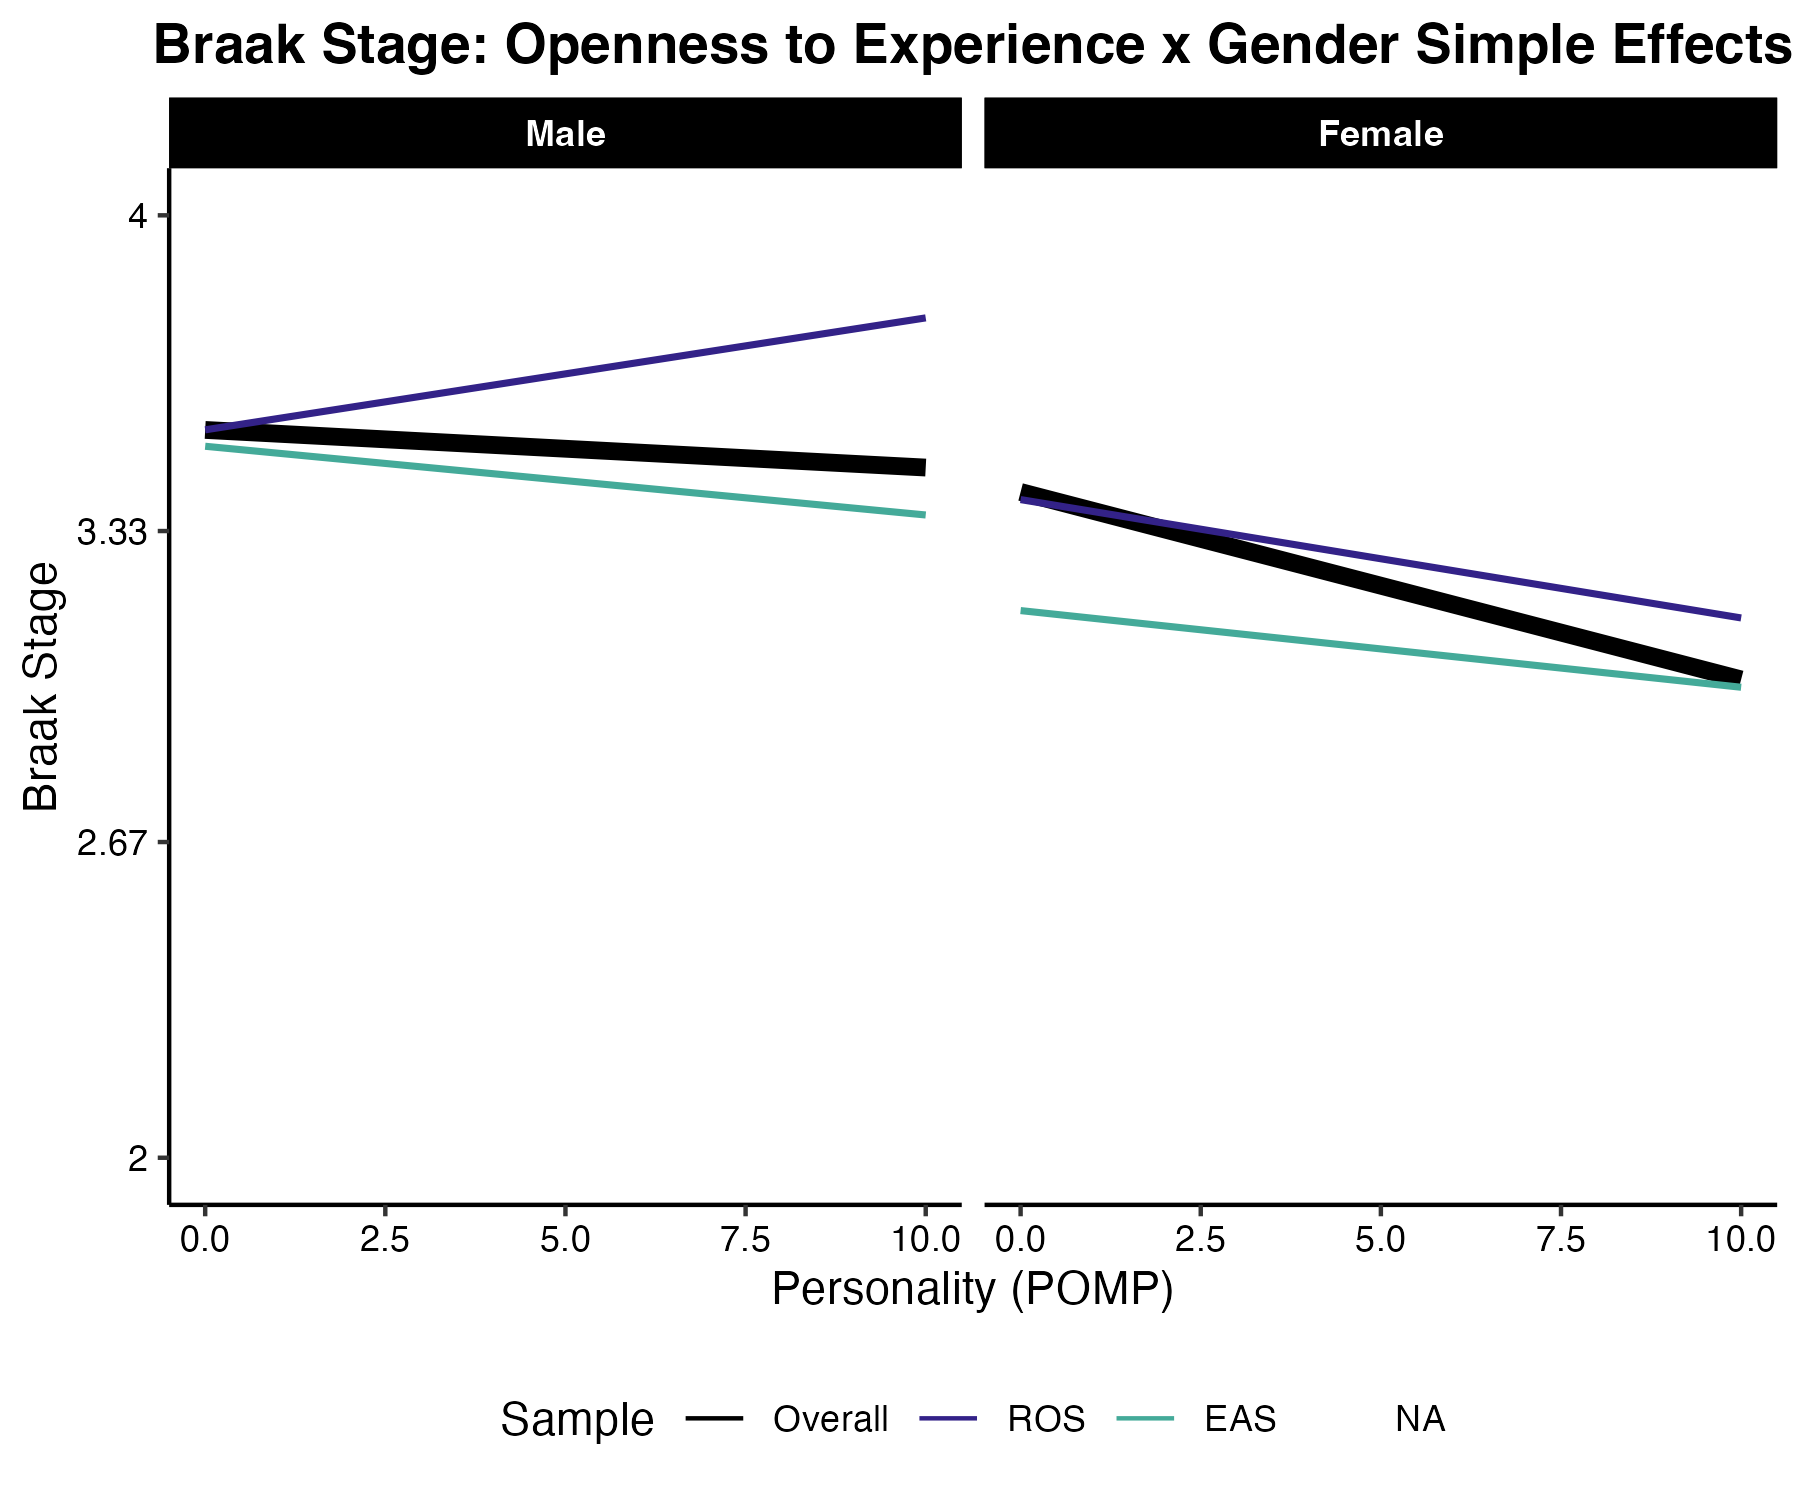 Braak Stage: Openness to Experience x Gender Simple Effects
Male
Female
4
3.33
2.67
2
Braak Stage
0.0 2.5 5.0 7.5 10.0
0.0 2.5 5.0 7.5 10.0
Personality (POMP)
Sample Overall ROS EAS NA